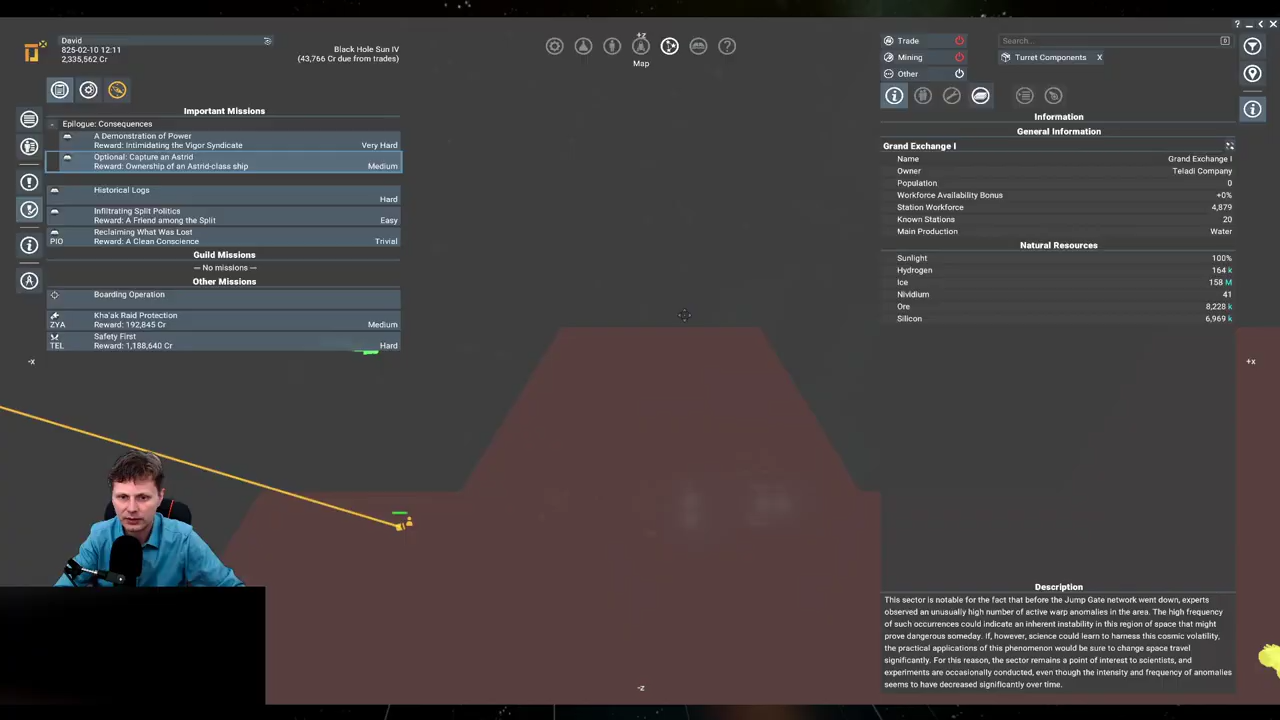 David
825-02-10 12:11
2,335,562 Cr
Black Hole Sun IV
(43,766 Cr due from trades)
+Z
Map
Trade
Mining
Other
Search...
Turret Components X
Important Missions
Epilogue: Consequences
A Demonstration of Power
Reward: Intimidating the Vigor Syndicate Very Hard
Optional: Capture an Astrid
Reward: Ownership of an Astrid-class ship Medium
Historical Logs
Hard
Infiltrating Split Politics
Reward: A Friend among the Split Easy
Reclaiming What Was Lost
PIO Reward: A Clean Conscience Trivial
Guild Missions
— No missions —
Other Missions
Boarding Operation
Kha'ak Raid Protection
ZYA Reward: 192,845 Cr Medium
Safety First
TEL Reward: 1,188,640 Cr Hard
-X
+X
-Z
Information
General Information
Grand Exchange I
Name Grand Exchange I
Owner Teladi Company
Population 0
Workforce Availability Bonus +0%
Station Workforce 4,879
Known Stations 20
Main Production Water
Natural Resources
Sunlight 100%
Hydrogen 164 k
Ice 158 M
Nividium 41
Ore 8,228 k
Silicon 6,969 k
Description
This sector is notable for the fact that before the Jump Gate network went down, experts
observed an unusually high number of active warp anomalies in the area. The high frequency
of such occurrences could indicate an inherent instability in this region of space that might
prove dangerous someday. If, however, science could learn to harness this cosmic volatility,
the practical applications of this phenomenon would be sure to change space travel
significantly. For this reason, the sector remains a point of interest to scientists, and
experiments are occasionally conducted, even though the intensity and frequency of anomalies
seems to have decreased significantly over time.